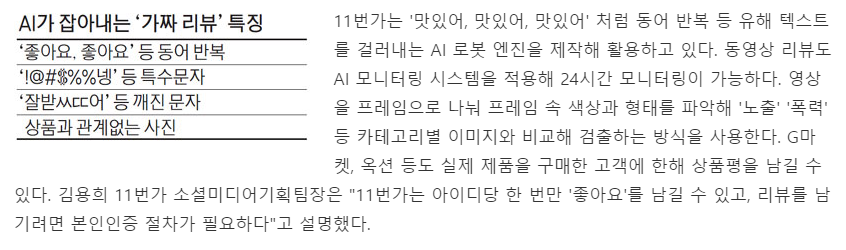 AI가 잡아내는 ‘가짜 리뷰’ 특징
‘좋아요, 좋아요’ 등 동어 반복
‘!@#$%%넹’ 등 특수문자
‘잘받ㅆㄸ어’ 등 깨진 문자
상품과 관계없는 사진
11번가는 '맛있어, 맛있어, 맛있어' 처럼 동어 반복 등 유해 텍스트
를 걸러내는 AI 로봇 엔진을 제작해 활용하고 있다. 동영상 리뷰도
AI 모니터링 시스템을 적용해 24시간 모니터링이 가능하다. 영상
을 프레임으로 나눠 프레임 속 색상과 형태를 파악해 '노출' '폭력'
등 카테고리별 이미지와 비교해 검출하는 방식을 사용한다. G마
켓, 옥션 등도 실제 제품을 구매한 고객에 한해 상품평을 남길 수
있다. 김용희 11번가 소셜미디어기획팀장은 "11번가는 아이디당 한 번만 '좋아요'를 남길 수 있고, 리뷰를 남
기려면 본인인증 절차가 필요하다"고 설명했다.